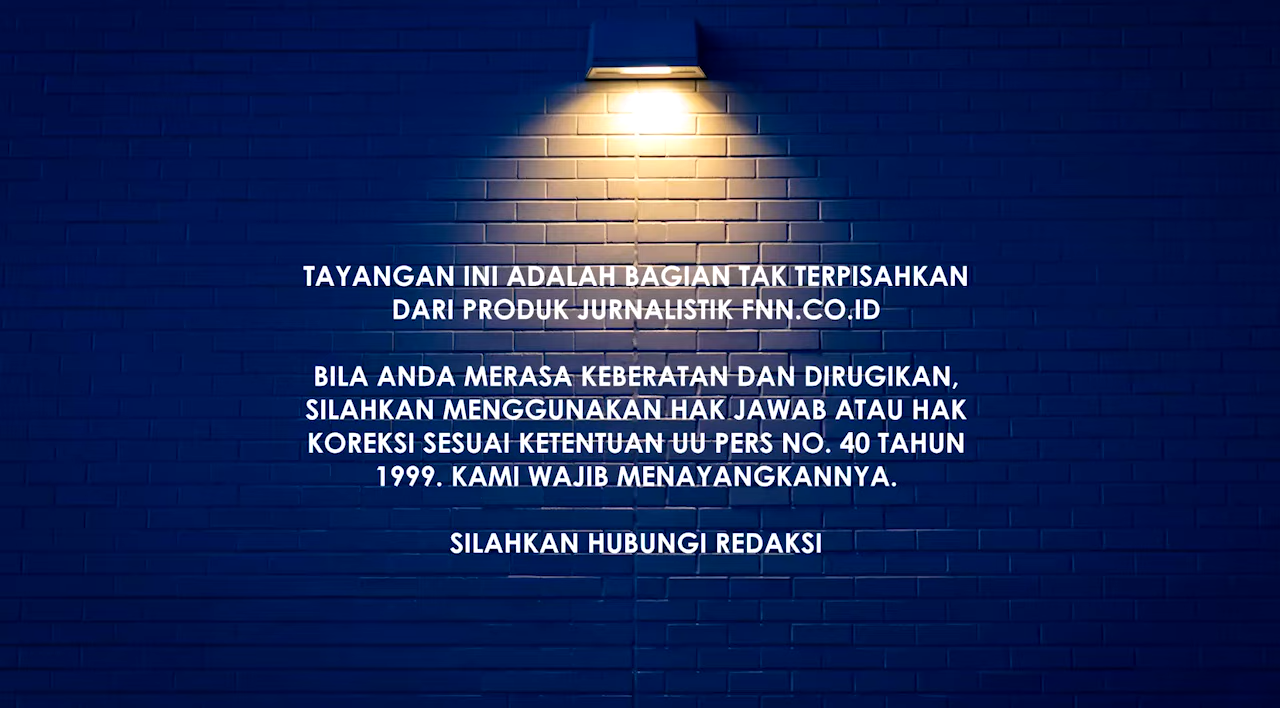 TAYANGAN INI ADALAH BAGIAN TAK TERPISAHKAN
DARI PRODUK JURNALISTIK FNN.CO.ID
BILA ANDA MERASA KEBERATAN DAN DIRUGIKAN,
SILAHKAN MENGGUNAKAN HAK JAWAB ATAU HAK
KOREKSI SESUAI KETENTUAN UU PERS NO. 40 TAHUN
1999. KAMI WAJIB MENAYANGKANNYA.
SILAHKAN HUBUNGI REDAKSI